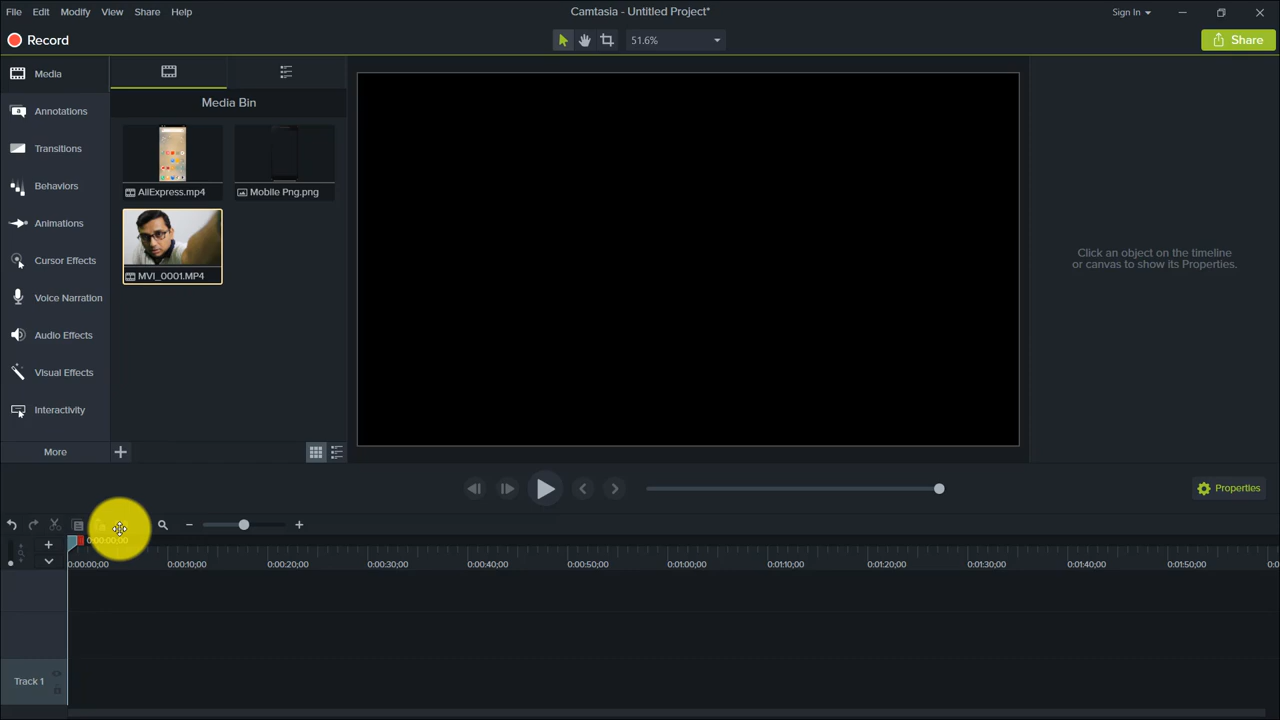 File Edit Modify View Share Help
Camtasia - Untitled Project*
Sign In
Record
51.6%
Share
Media
Annotations
Transitions
Behaviors
Animations
Cursor Effects
Voice Narration
Audio Effects
Visual Effects
Interactivity
More
Media Bin
AliExpress.mp4
Mobile Png.png
MVI_0001.MP4
Click an object on the timeline
or canvas to show its Properties.
Properties
0:00:00;00
0:00:00;00 0:00:10;00 0:00:20;00 0:00:30;00 0:00:40;00 0:00:50;00 0:01:00;00 0:01:10;00 0:01:20;00 0:01:30;00 0:01:40;00 0:01:50;00
Track 1